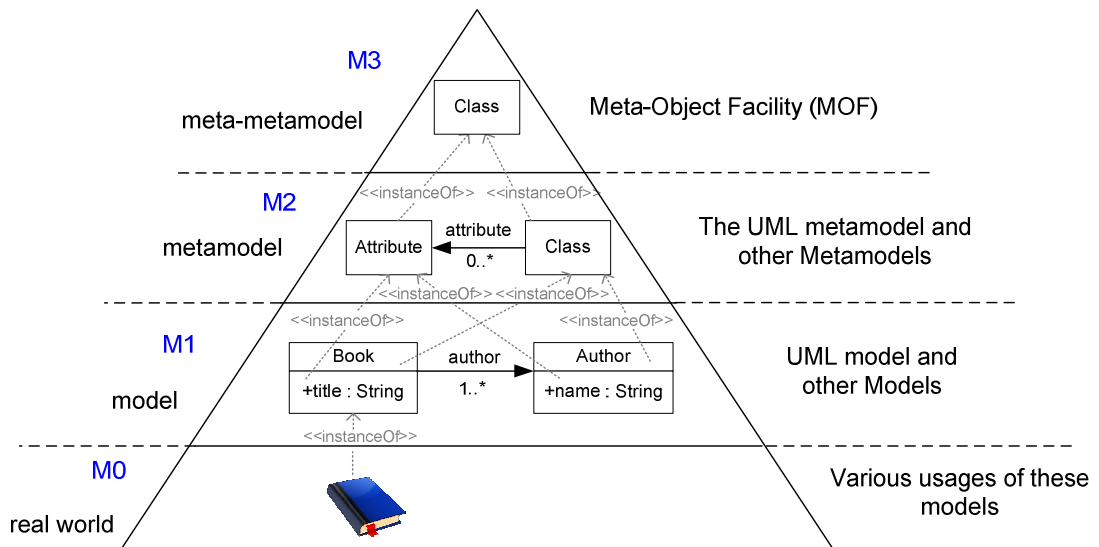 M3
Class
Meta-Object Facility (MOF)
meta-metamodel
<<instanceOf>>
<<instanceOf>>
M2
attribute
The UML metamodel and
metamodel
Attribute
Class
0..*
other Metamodels
<<instanceOf>>
<<instanceOf>>
<<instanceOf>>
<<instanceOf>>
M1
Book
author
Author
UML model and
+title : String
1..*
+name : String
other Models
model
<<instanceOf>>
M0
Various usages of these
models
real world